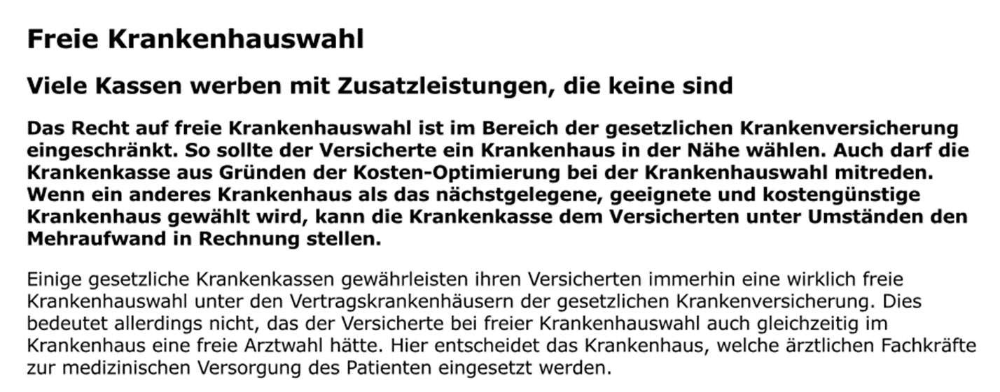 Freie Krankenhauswahl
Viele Kassen werben mit Zusatzleistungen, die keine sind
Das Recht auf freie Krankenhauswahl ist im Bereich der gesetzlichen Krankenversicherung
eingeschränkt. So sollte der Versicherte ein Krankenhaus in der Nähe wählen. Auch darf die
Krankenkasse aus Gründen der Kosten-Optimierung bei der Krankenhauswahl mitreden.
Wenn ein anderes Krankenhaus als das nächstgelegene, geeignete und kostengünstige
Krankenhaus gewählt wird, kann die Krankenkasse dem Versicherten unter Umständen den
Mehraufwand in Rechnung stellen.
Einige gesetzliche Krankenkassen gewährleisten ihren Versicherten immerhin eine wirklich freie
Krankenhauswahl unter den Vertragskrankenhäusern der gesetzlichen Krankenversicherung. Dies
bedeutet allerdings nicht, das der Versicherte bei freier Krankenhauswahl auch gleichzeitig im
Krankenhaus eine freie Arztwahl hätte. Hier entscheidet das Krankenhaus, welche ärztlichen Fachkräfte
zur medizinischen Versorgung des Patienten eingesetzt werden.